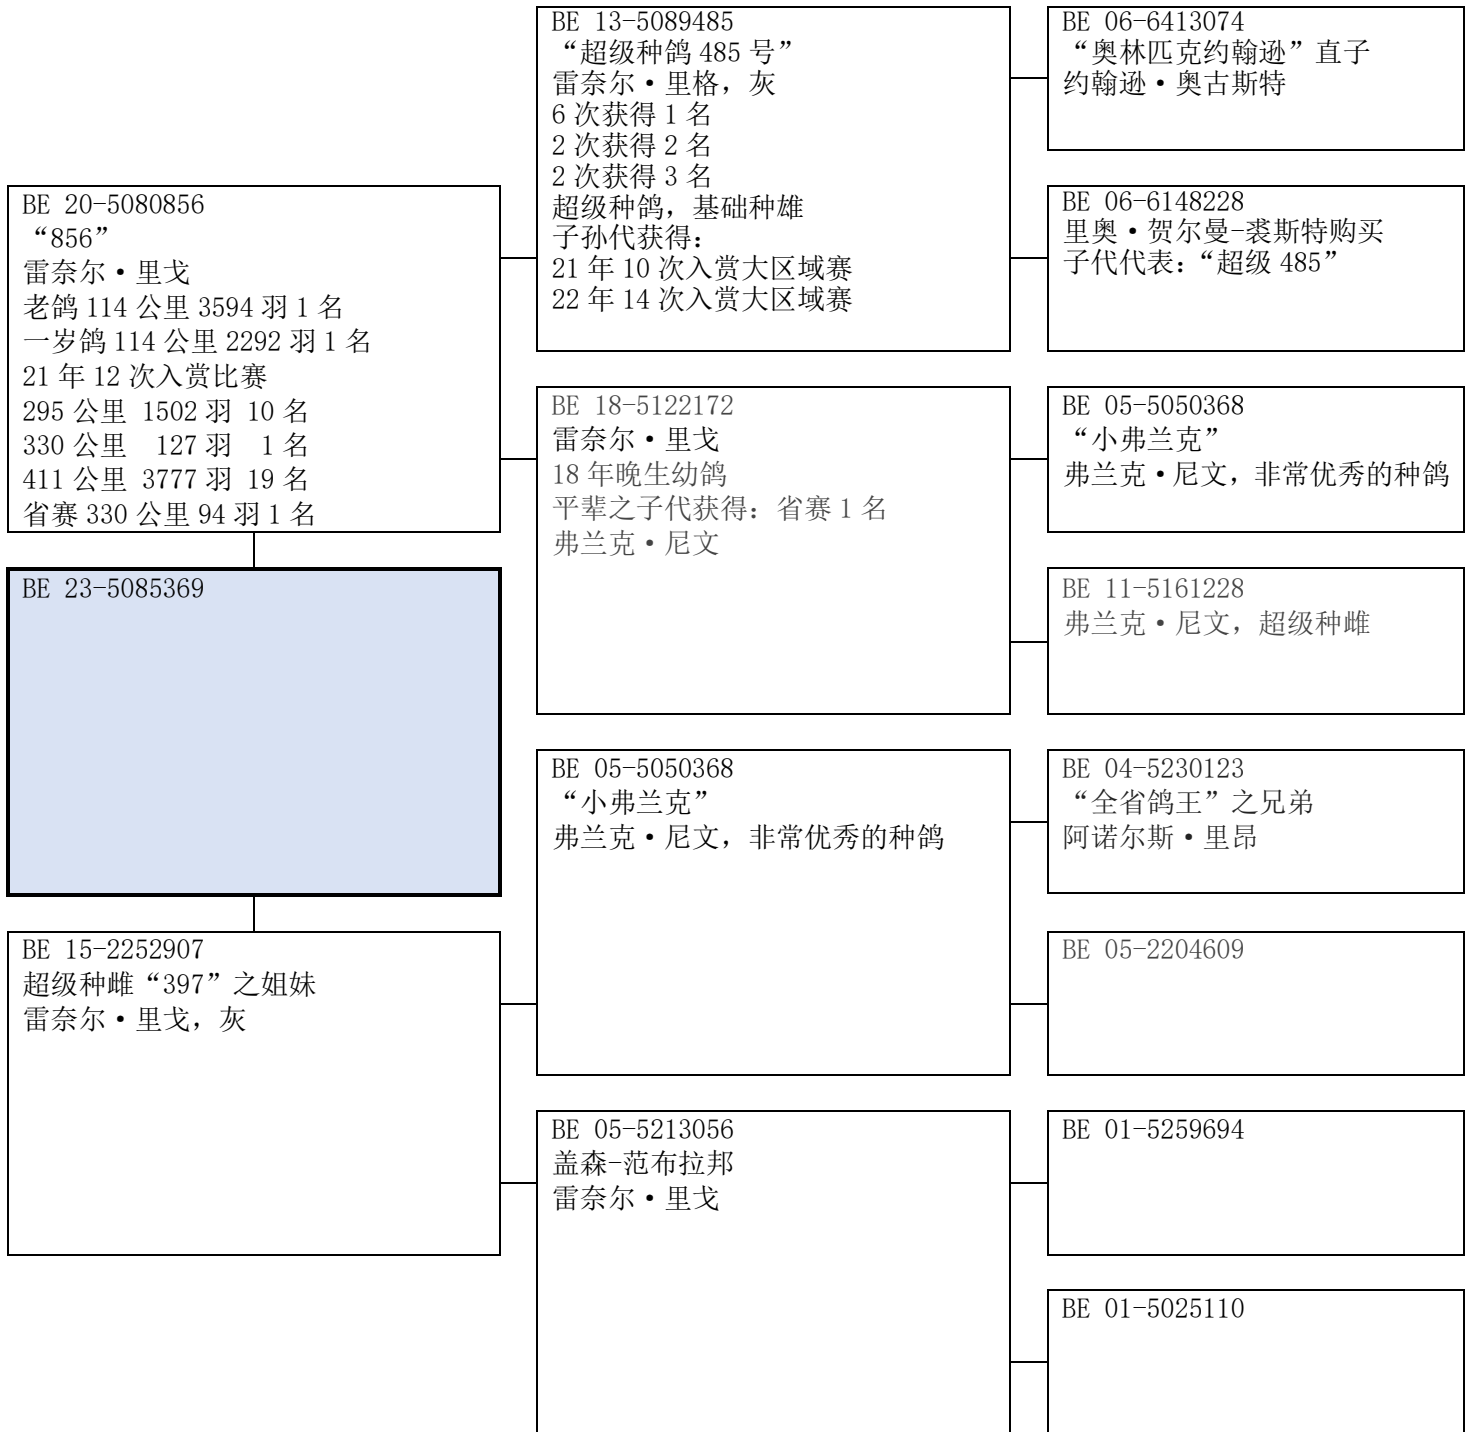 BE 20-5080856
“856”
雷奈尔·里戈
老鸽 114 公里 3594 羽 1 名
一岁鸽 114 公里 2292 羽 1 名
21 年 12 次入赏比赛
295 公里 1502 羽 10 名
330 公里 127 羽 1 名
411 公里 3777 羽 19 名
省赛 330 公里 94 羽 1 名
BE 23-5085369
BE 15-2252907
超级种雌“397”之姐妹
雷奈尔·里戈，灰
BE 13-5089485
“超级种鸽 485 号”
雷奈尔·里格，灰
6 次获得 1 名
2 次获得 2 名
2 次获得 3 名
超级种鸽，基础种雄
子孙代获得：
21 年 10 次入赏大区域赛
22 年 14 次入赏大区域赛
BE 18-5122172
雷奈尔·里戈
18 年晚生幼鸽
平辈之子代获得：省赛 1 名
弗兰克·尼文
BE 05-5050368
“小弗兰克”
弗兰克·尼文，非常优秀的种鸽
BE 05-5213056
盖森-范布拉邦
雷奈尔·里戈
BE 06-6413074
“奥林匹克约翰逊”直子
约翰逊·奥古斯特
BE 06-6148228
里奥·贺尔曼-裘斯特购买
子代代表：“超级 485”
BE 05-5050368
“小弗兰克”
弗兰克·尼文，非常优秀的种鸽
BE 11-5161228
弗兰克·尼文，超级种雌
BE 04-5230123
“全省鸽王”之兄弟
阿诺尔斯·里昂
BE 05-2204609
BE 01-5259694
BE 01-5025110